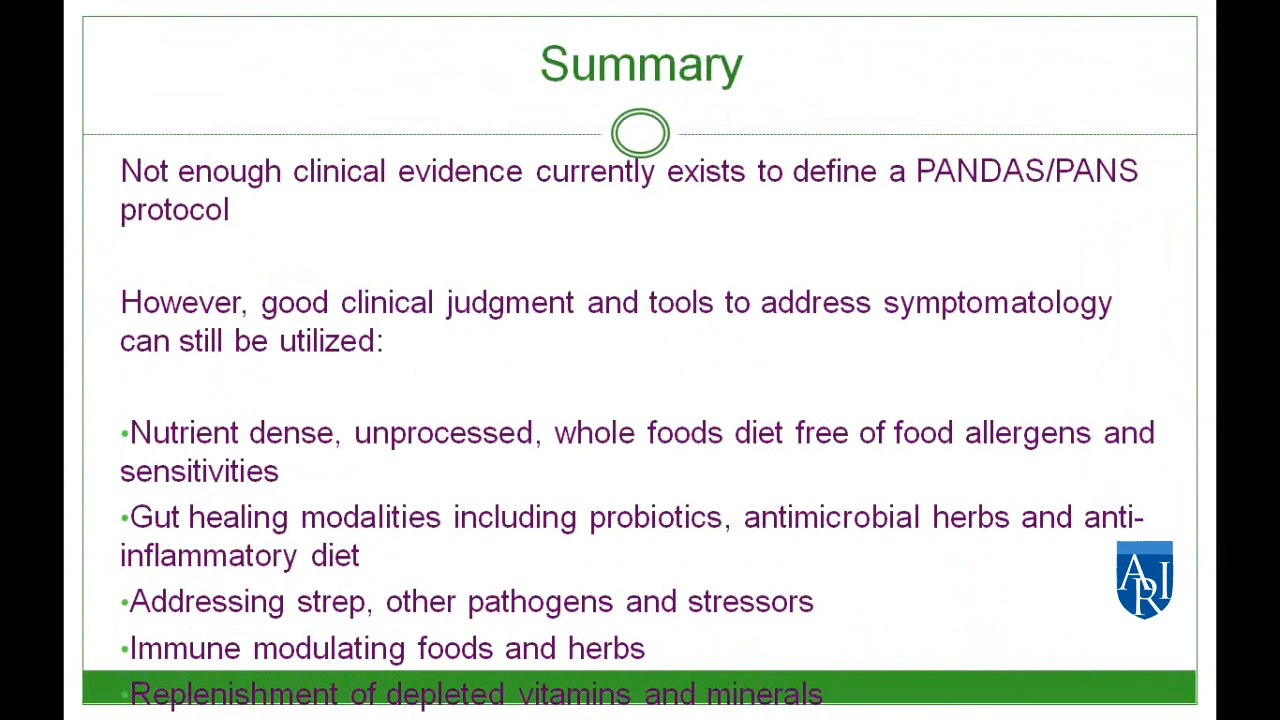 Summary
Not enough clinical evidence currently exists to define a PANDAS/PANS
protocol
However, good clinical judgment and tools to address symptomatology
can still be utilized:
•Nutrient dense, unprocessed, whole foods diet free of food allergens and
sensitivities
•Gut healing modalities including probiotics, antimicrobial herbs and anti-
inflammatory diet
ARI
•Addressing strep, other pathogens and stressors
•Immune modulating foods and herbs
•Replenishment of depleted vitamins and minerals